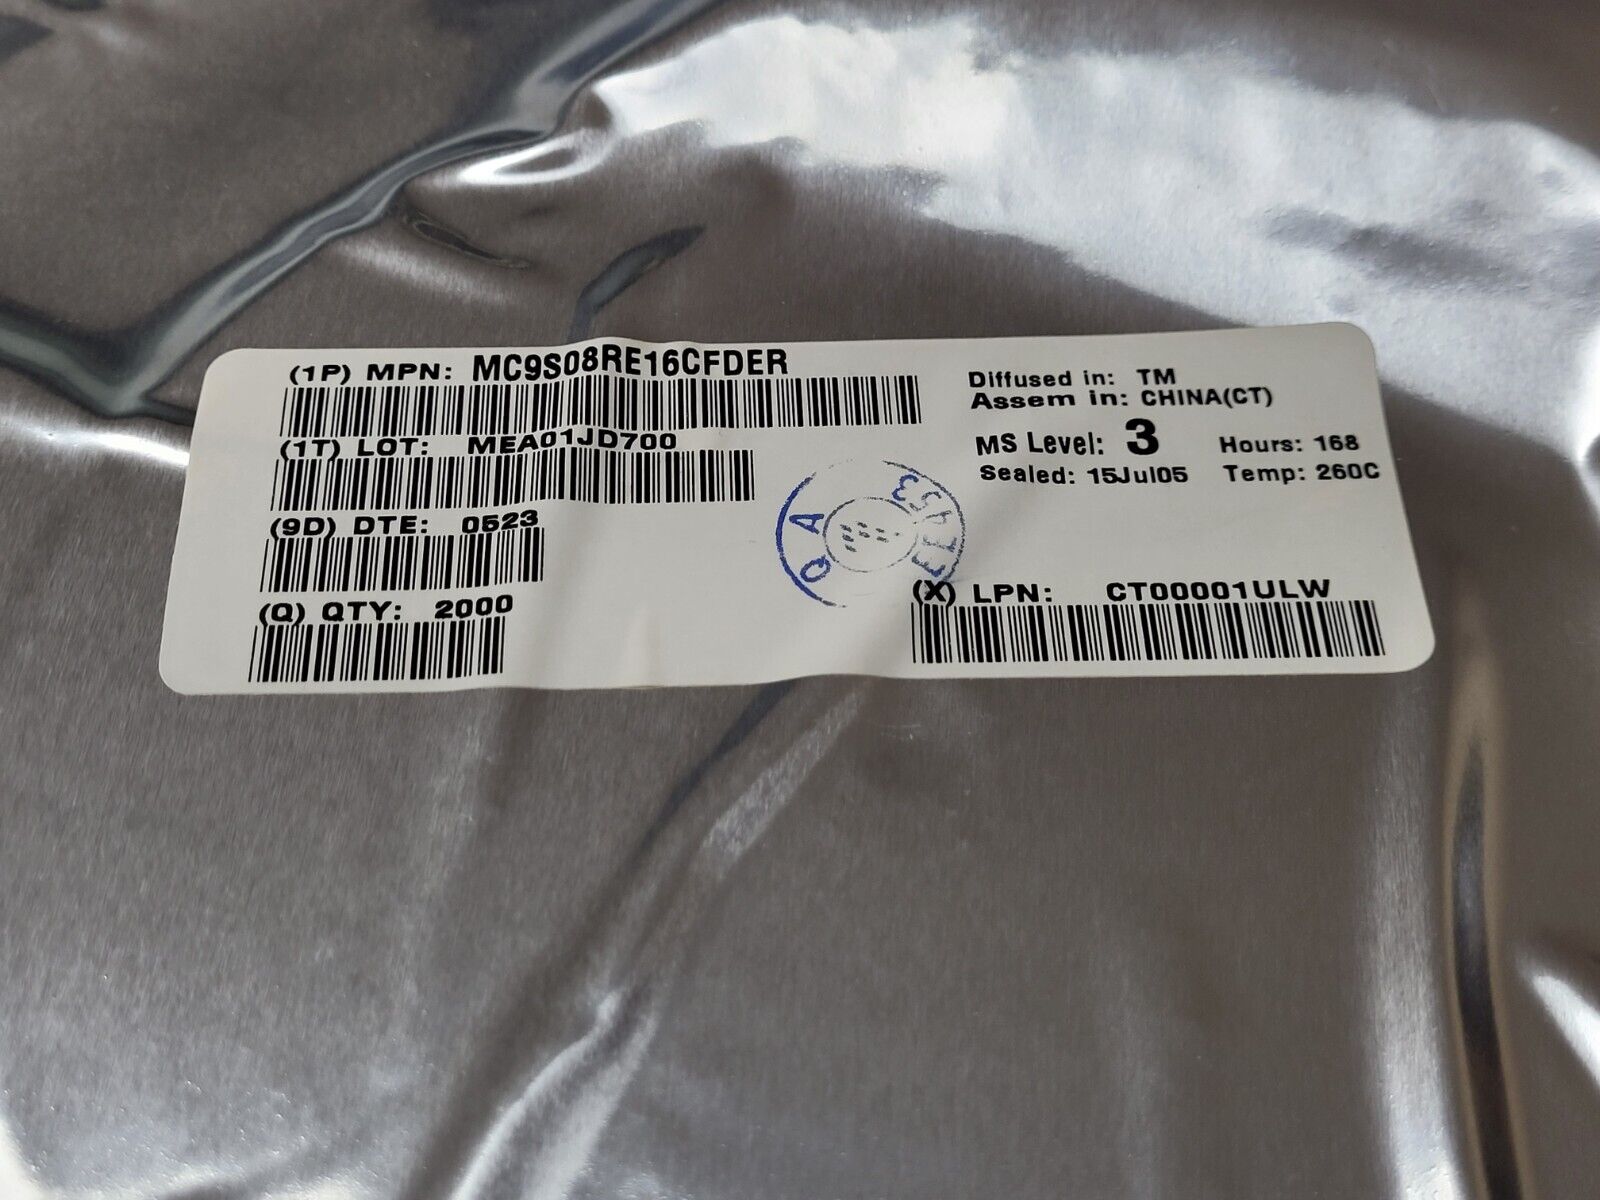 (1P) MPN: MC9S08RE16CFDER
(1T) LOT: MEA01JD700
(9D) DTE: 0523
(Q) QTY: 2000
Diffused in: TM
Assem in: CHINA(CT)
MS Level: 3 Hours: 168
Sealed: 15Jul05 Temp: 260C
QA
(X) LPN: CT00001ULW